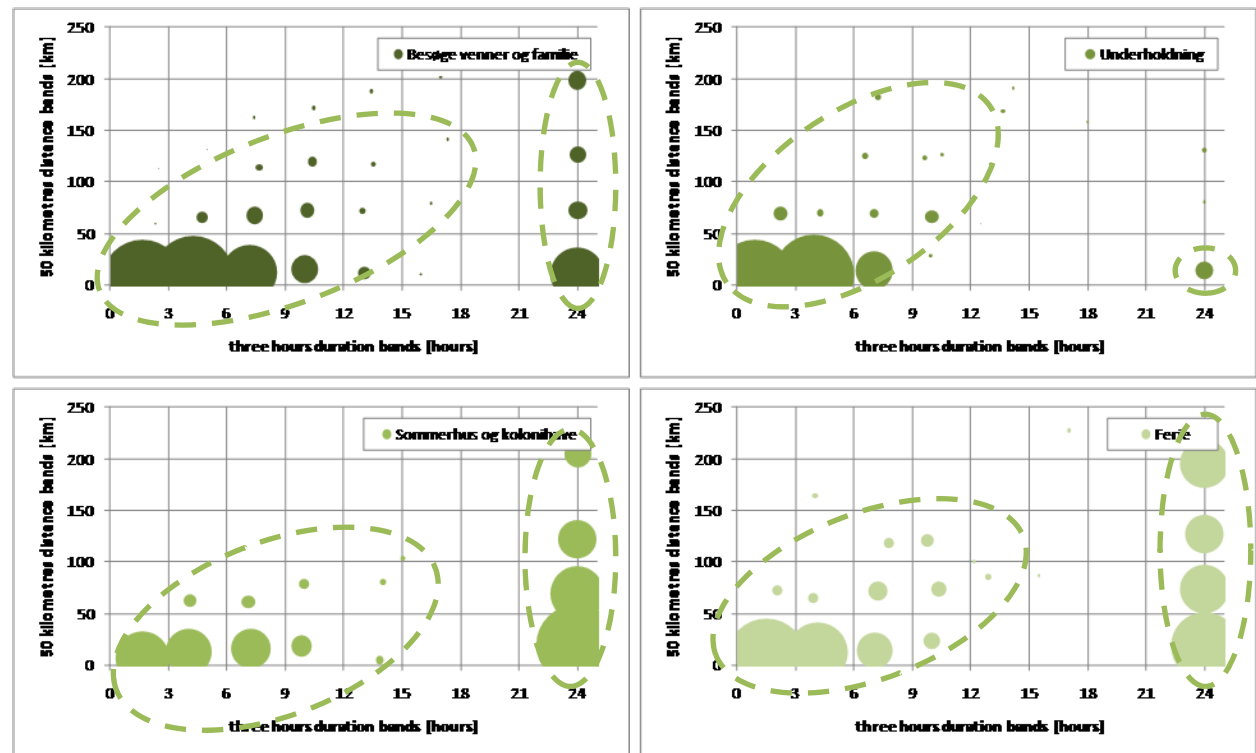 250
200
150
100
50
0
50 kilometres distance bands [km]
Besøge venner og familie
0 3 6 9 12 15 18 21 24
three hours duration bands [hours]
250
200
150
100
50
0
50 kilometres distance bands [km]
Underholdning
0 3 6 9 12 15 18 21 24
three hours duration bands [hours]
250
200
150
100
50
0
50 kilometres distance bands [km]
Sommerhus og kolonihave
0 3 6 9 12 15 18 21 24
three hours duration bands [hours]
250
200
150
100
50
0
50 kilometres distance bands [km]
Ferie
0 3 6 9 12 15 18 21 24
three hours duration bands [hours]